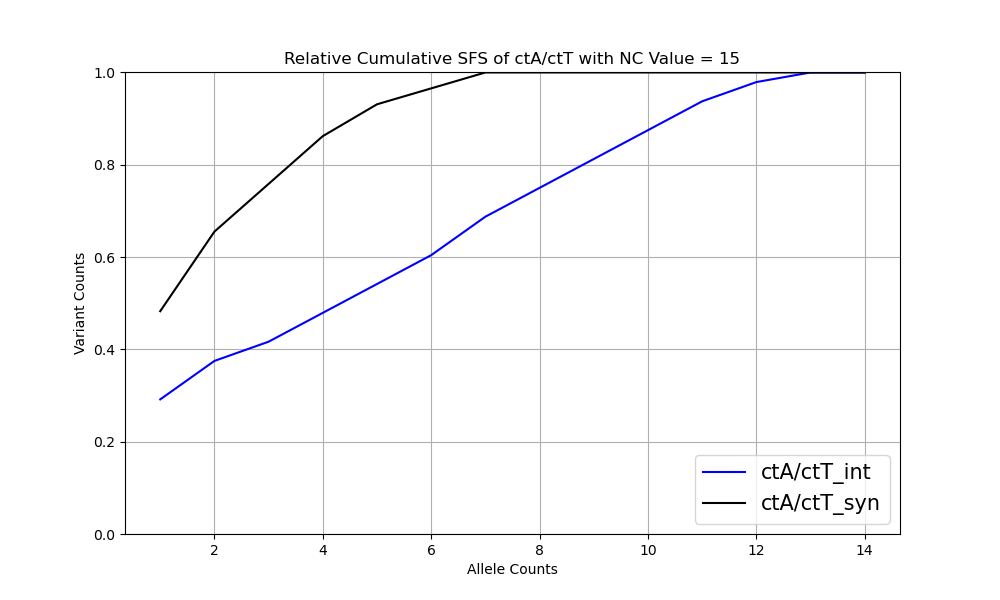 Relative Cumulative SFS of ctA/ctT with NC Value = 15
1.0
0.8
0.6
0.4
0.2
0.0
Variant Counts
2 4 6 8 10 12 14
Allele Counts
ctA/ctT_int
ctA/ctT_syn